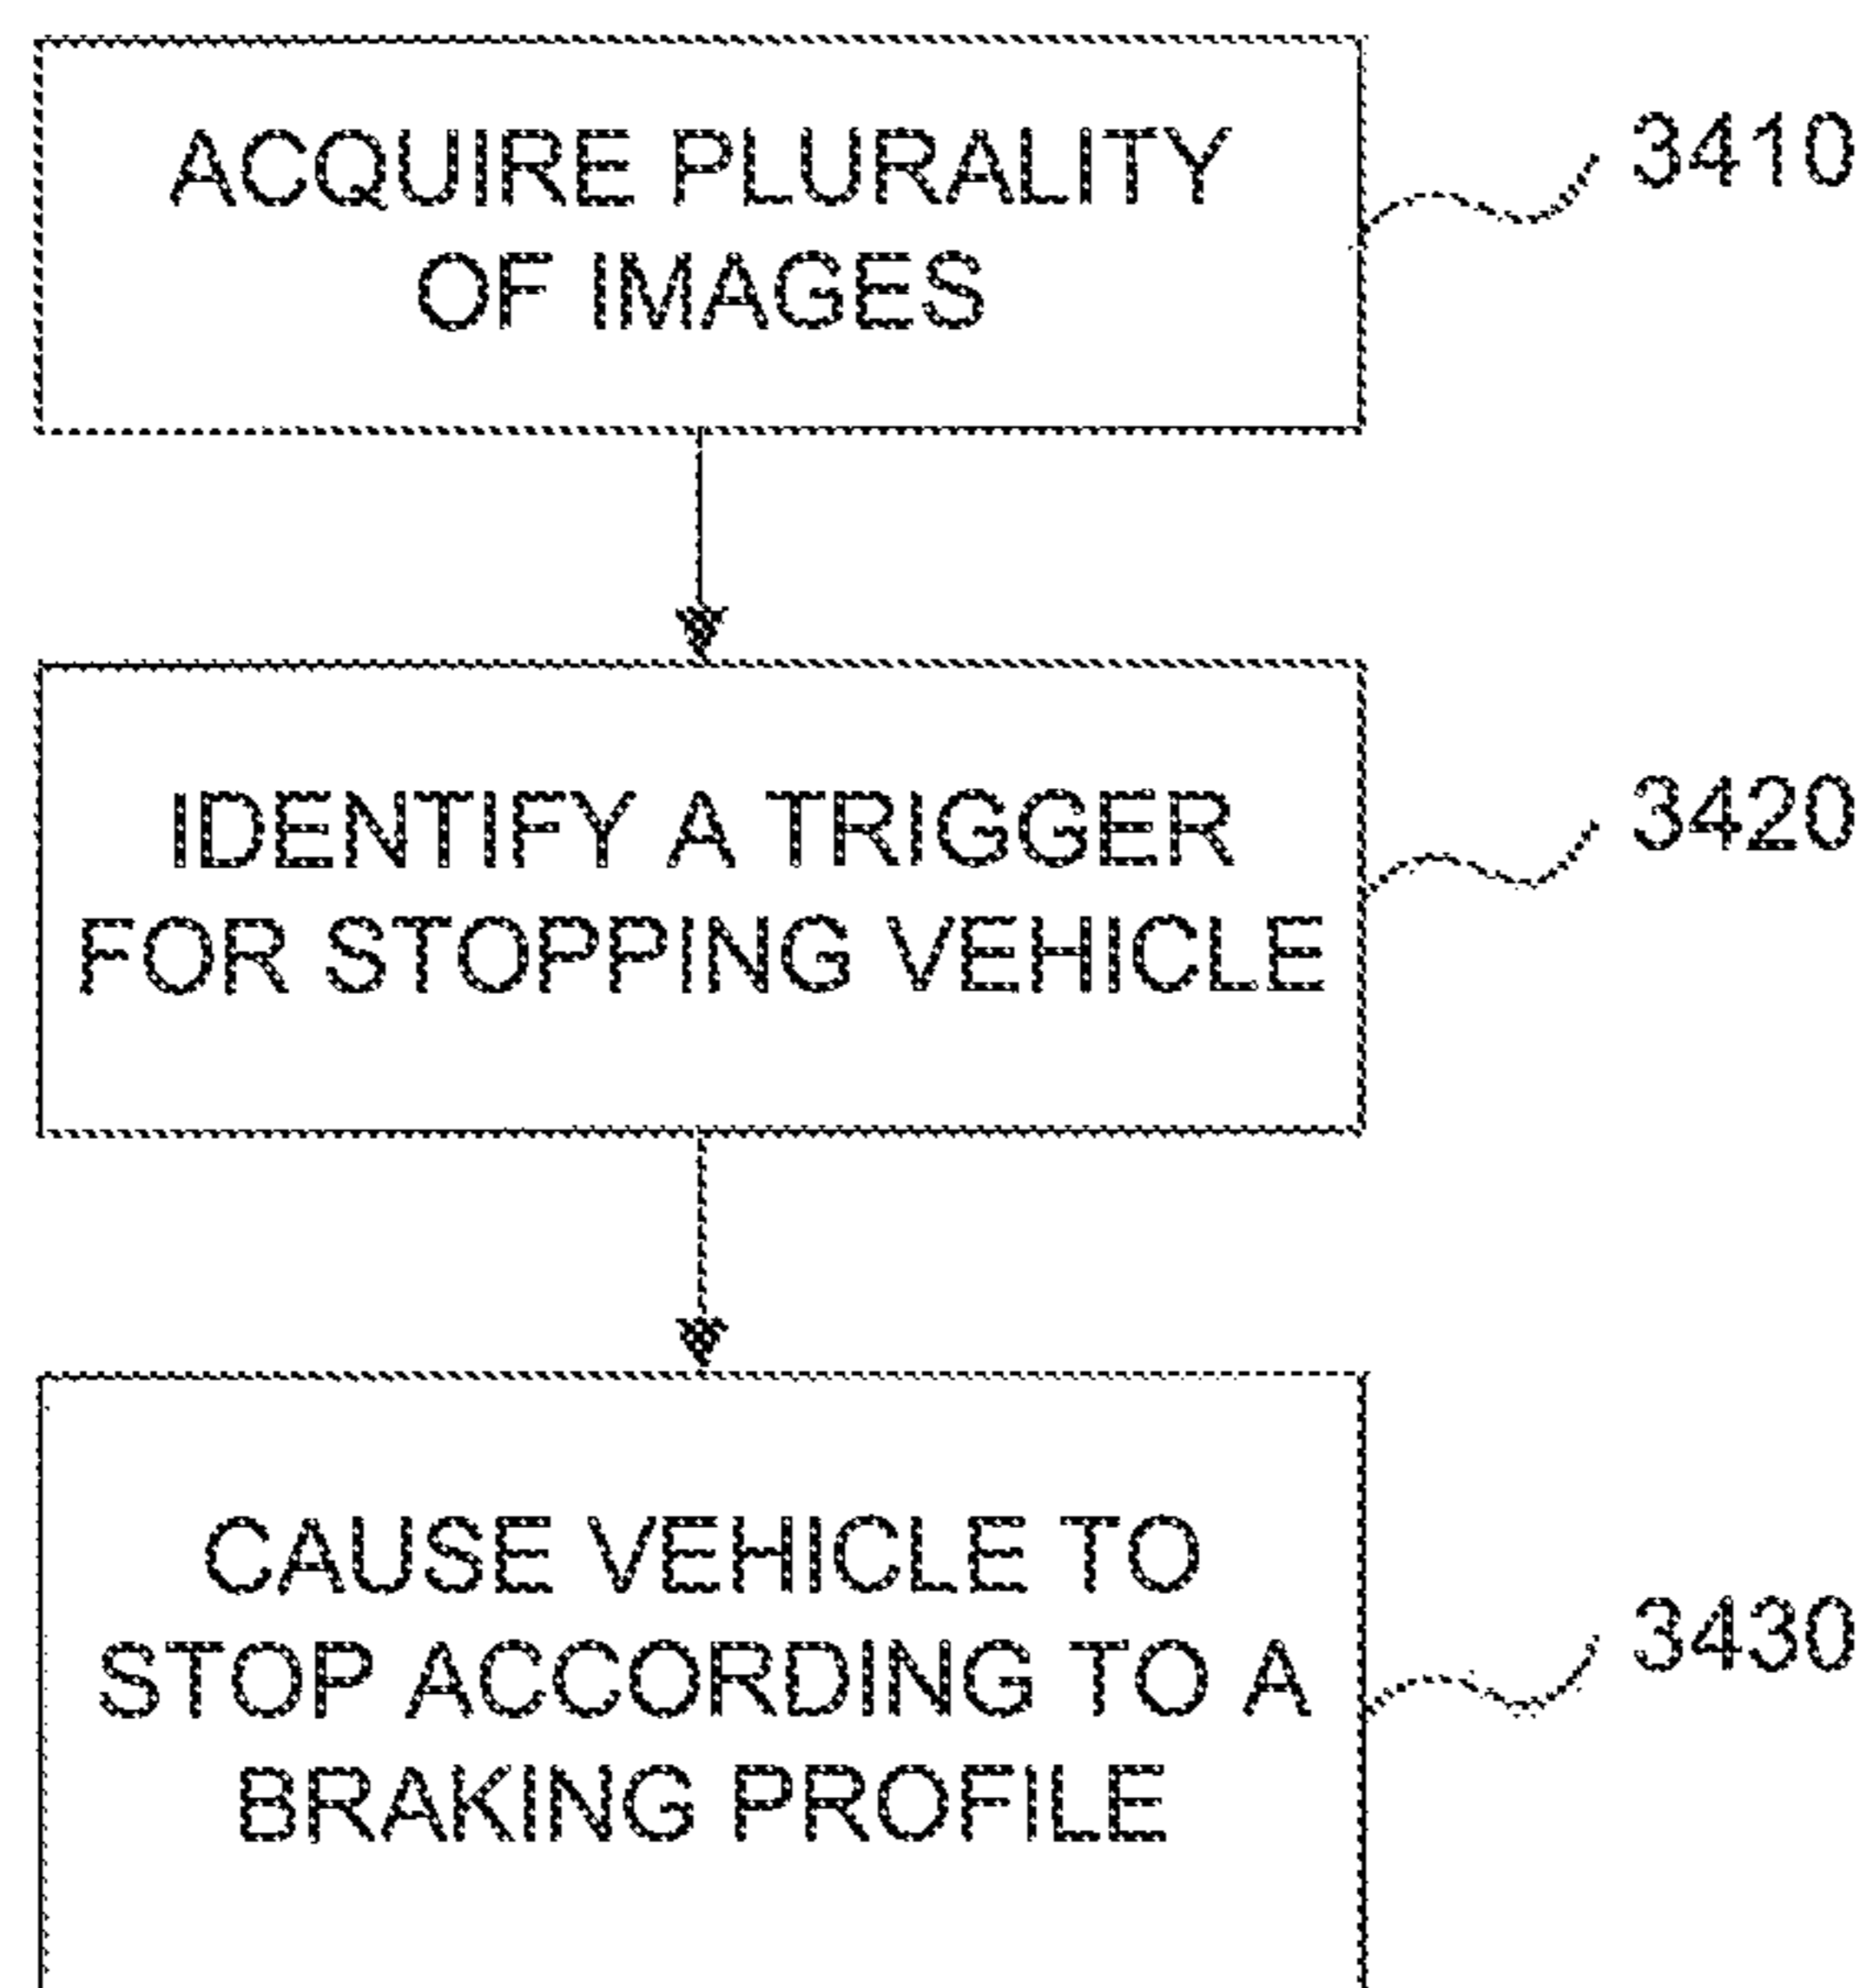 ACQUIRE PLURALITY
OF IMAGES
3410
IDENTIFY A TRIGGER
FOR STOPPING VEHICLE
3420
CAUSE VEHICLE TO
STOP ACCORDING TO A
BRAKING PROFILE
3430